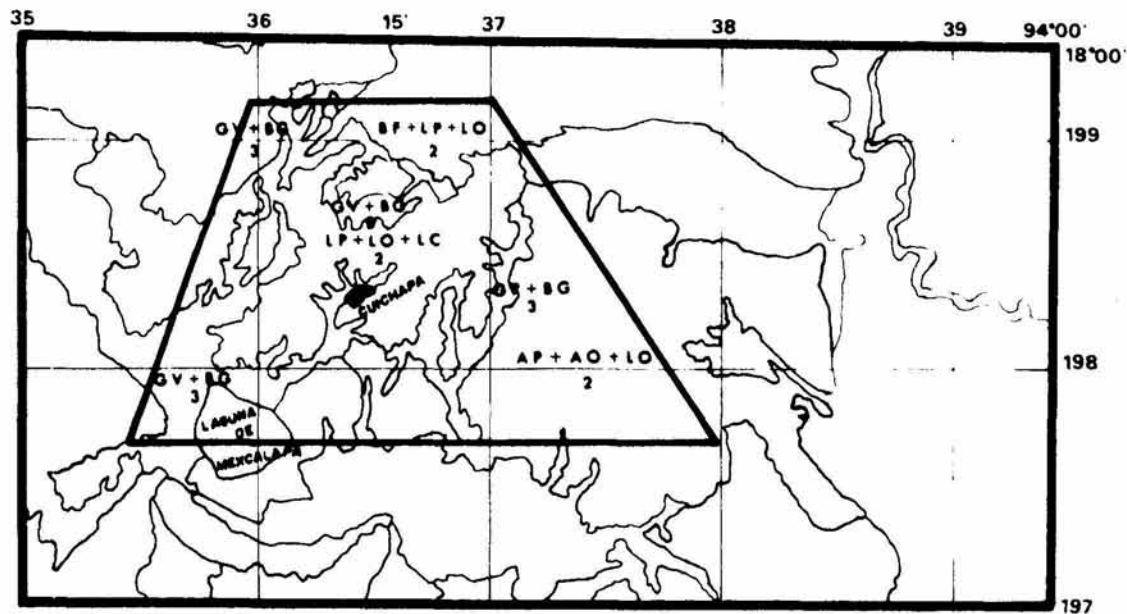 35 36 15' 37 38 39 94°00'
18°00'
GV+BG
3
BF+LP+LO
2
199
GV+BG
LP+LO+LC
2
CUICHAPA
BG
3
AP+AO+LO
2
198
GV+BG
3
LAGUNA
DE
MEXCALAPA
197